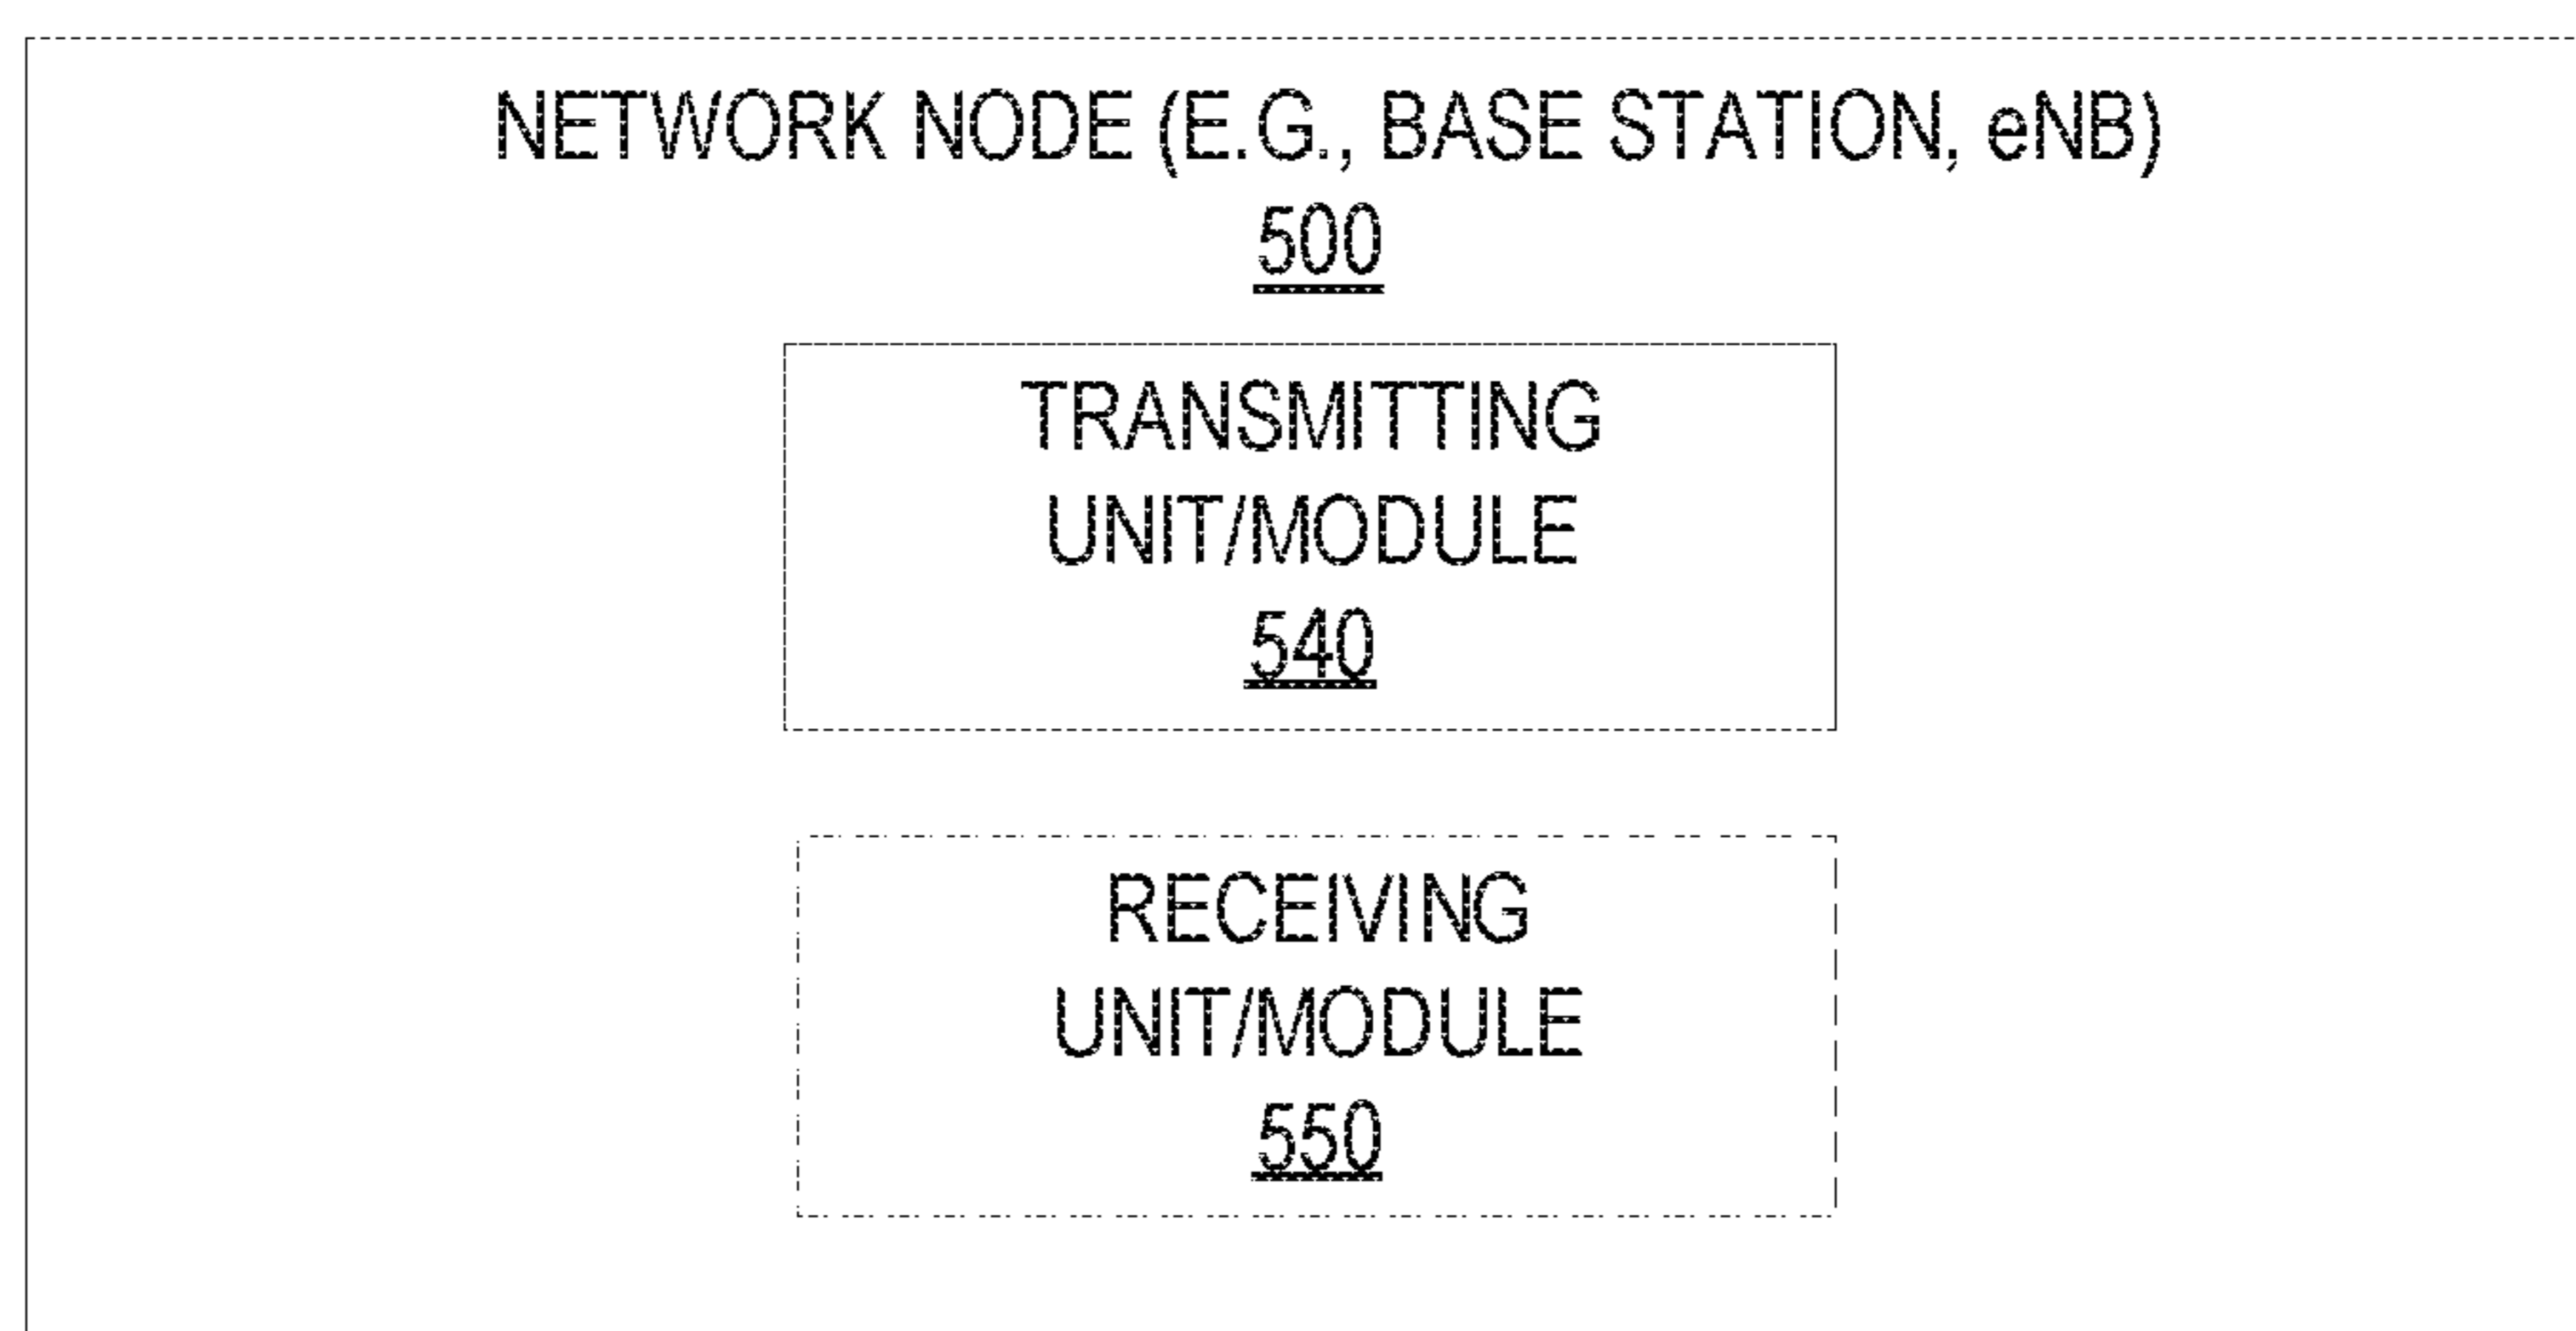 NETWORK NODE (E.G., BASE STATION, eNB)
500
TRANSMITTING
UNIT/MODULE
540
RECEIVING
UNIT/MODULE
550